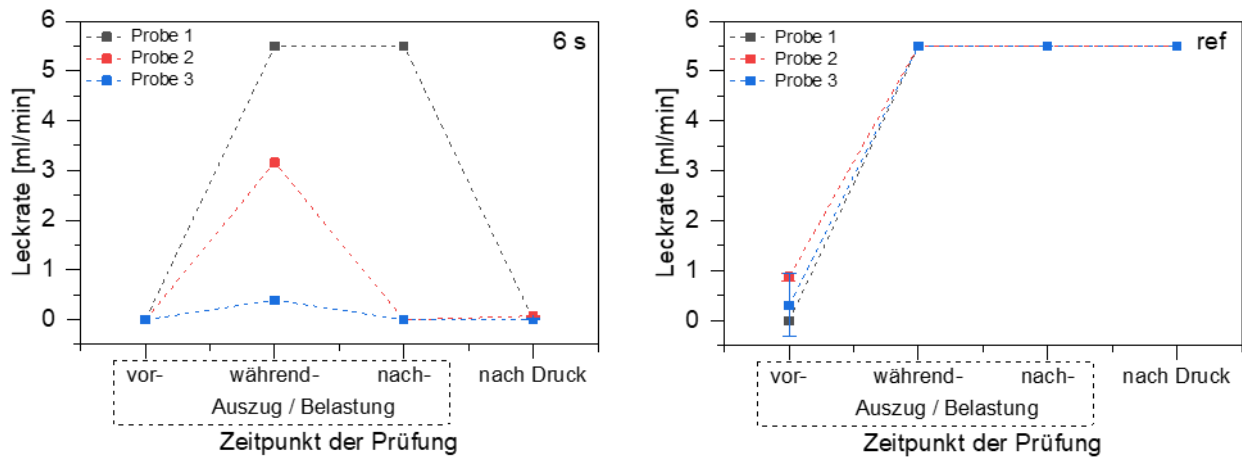 6
5
4
3
2
1
0
Leckrate [ml/min]
Probe 1
Probe 2
Probe 3
6 s
vor- während- nach- nach Druck
Auszug / Belastung
Zeitpunkt der Prüfung
6
5
4
3
2
1
0
Leckrate [ml/min]
Probe 1
Probe 2
Probe 3
ref
vor- während- nach- nach Druck
Auszug / Belastung
Zeitpunkt der Prüfung